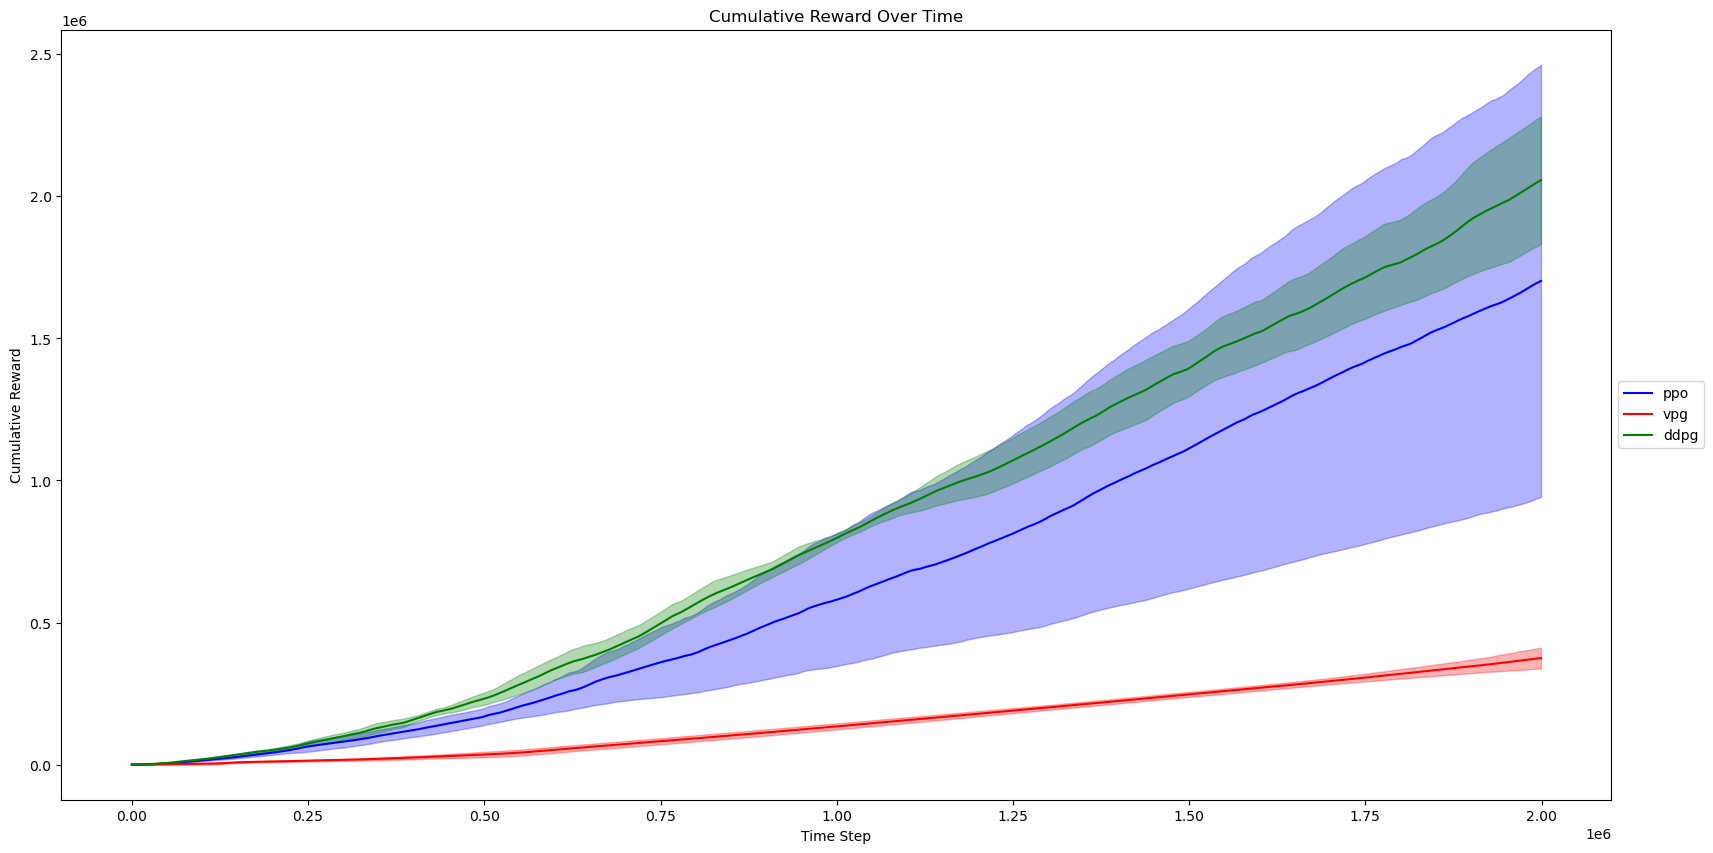 Cumulative Reward Over Time
1e6
2.5
2.0
1.5
1.0
0.5
0.0
Cumulative Reward
0.00 0.25 0.50 0.75 1.00 1.25 1.50 1.75 2.00
1e6
Time Step
ppo
vpg
ddpg